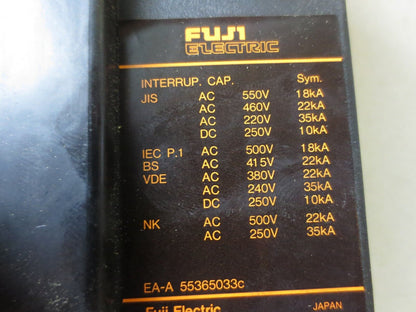 FUJI
ELECTRIC
INTERRUP. CAP. Sym.
JIS AC 550V 18kA
AC 460V 22kA
AC 220V 35kA
DC 250V 10kA
IEC P.1 AC 500V 18kA
BS AC 415V 22kA
VDE AC 380V 22kA
AC 240V 35kA
DC 250V 10kA
NK AC 500V 22kA
AC 250V 35kA
EA-A 55365033c
Fuji Electric JAPAN